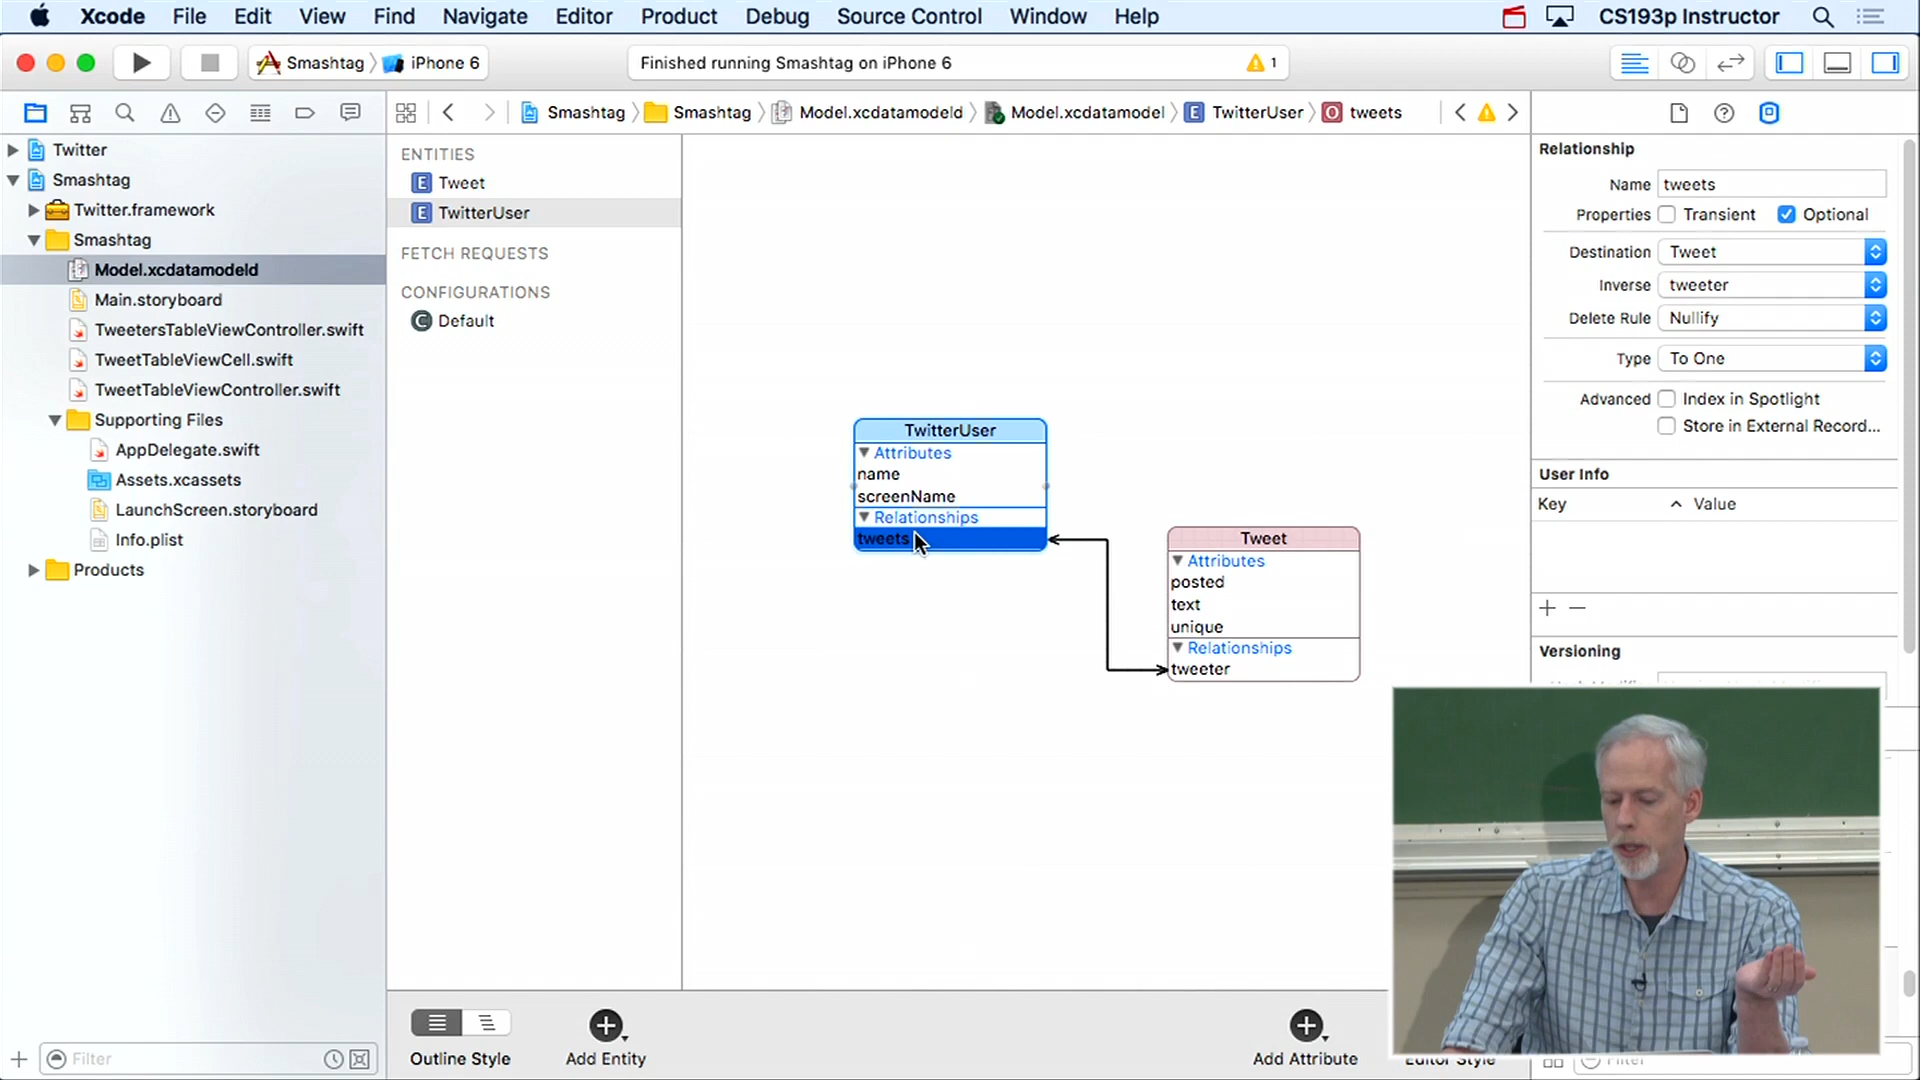 Xcode File Edit View Find Navigate Editor Product Debug Source Control Window Help CS193p Instructor
Smashtag iPhone 6 Finished running Smashtag on iPhone 6 1
Smashtag Smashtag Model.xcdatamodeld Model.xcdatamodel TwitterUser tweets
Twitter
Smashtag
Twitter.framework
Smashtag
Model.xcdatamodeld
Main.storyboard
TweetersTableViewController.swift
TweetTableViewCell.swift
TweetTableViewController.swift
Supporting Files
AppDelegate.swift
Assets.xcassets
LaunchScreen.storyboard
Info.plist
Products
Filter
ENTITIES
E Tweet
E TwitterUser
FETCH REQUESTS
CONFIGURATIONS
C Default
TwitterUser
Attributes
name
screenName
Relationships
tweets
Tweet
Attributes
posted
text
unique
Relationships
tweeter
Outline Style Add Entity Add Attribute Editor Style
Relationship
Name tweets
Properties Transient Optional
Destination Tweet
Inverse tweeter
Delete Rule Nullify
Type To One
Advanced Index in Spotlight
Store in External Record...
User Info
Key Value
Versioning
Filter